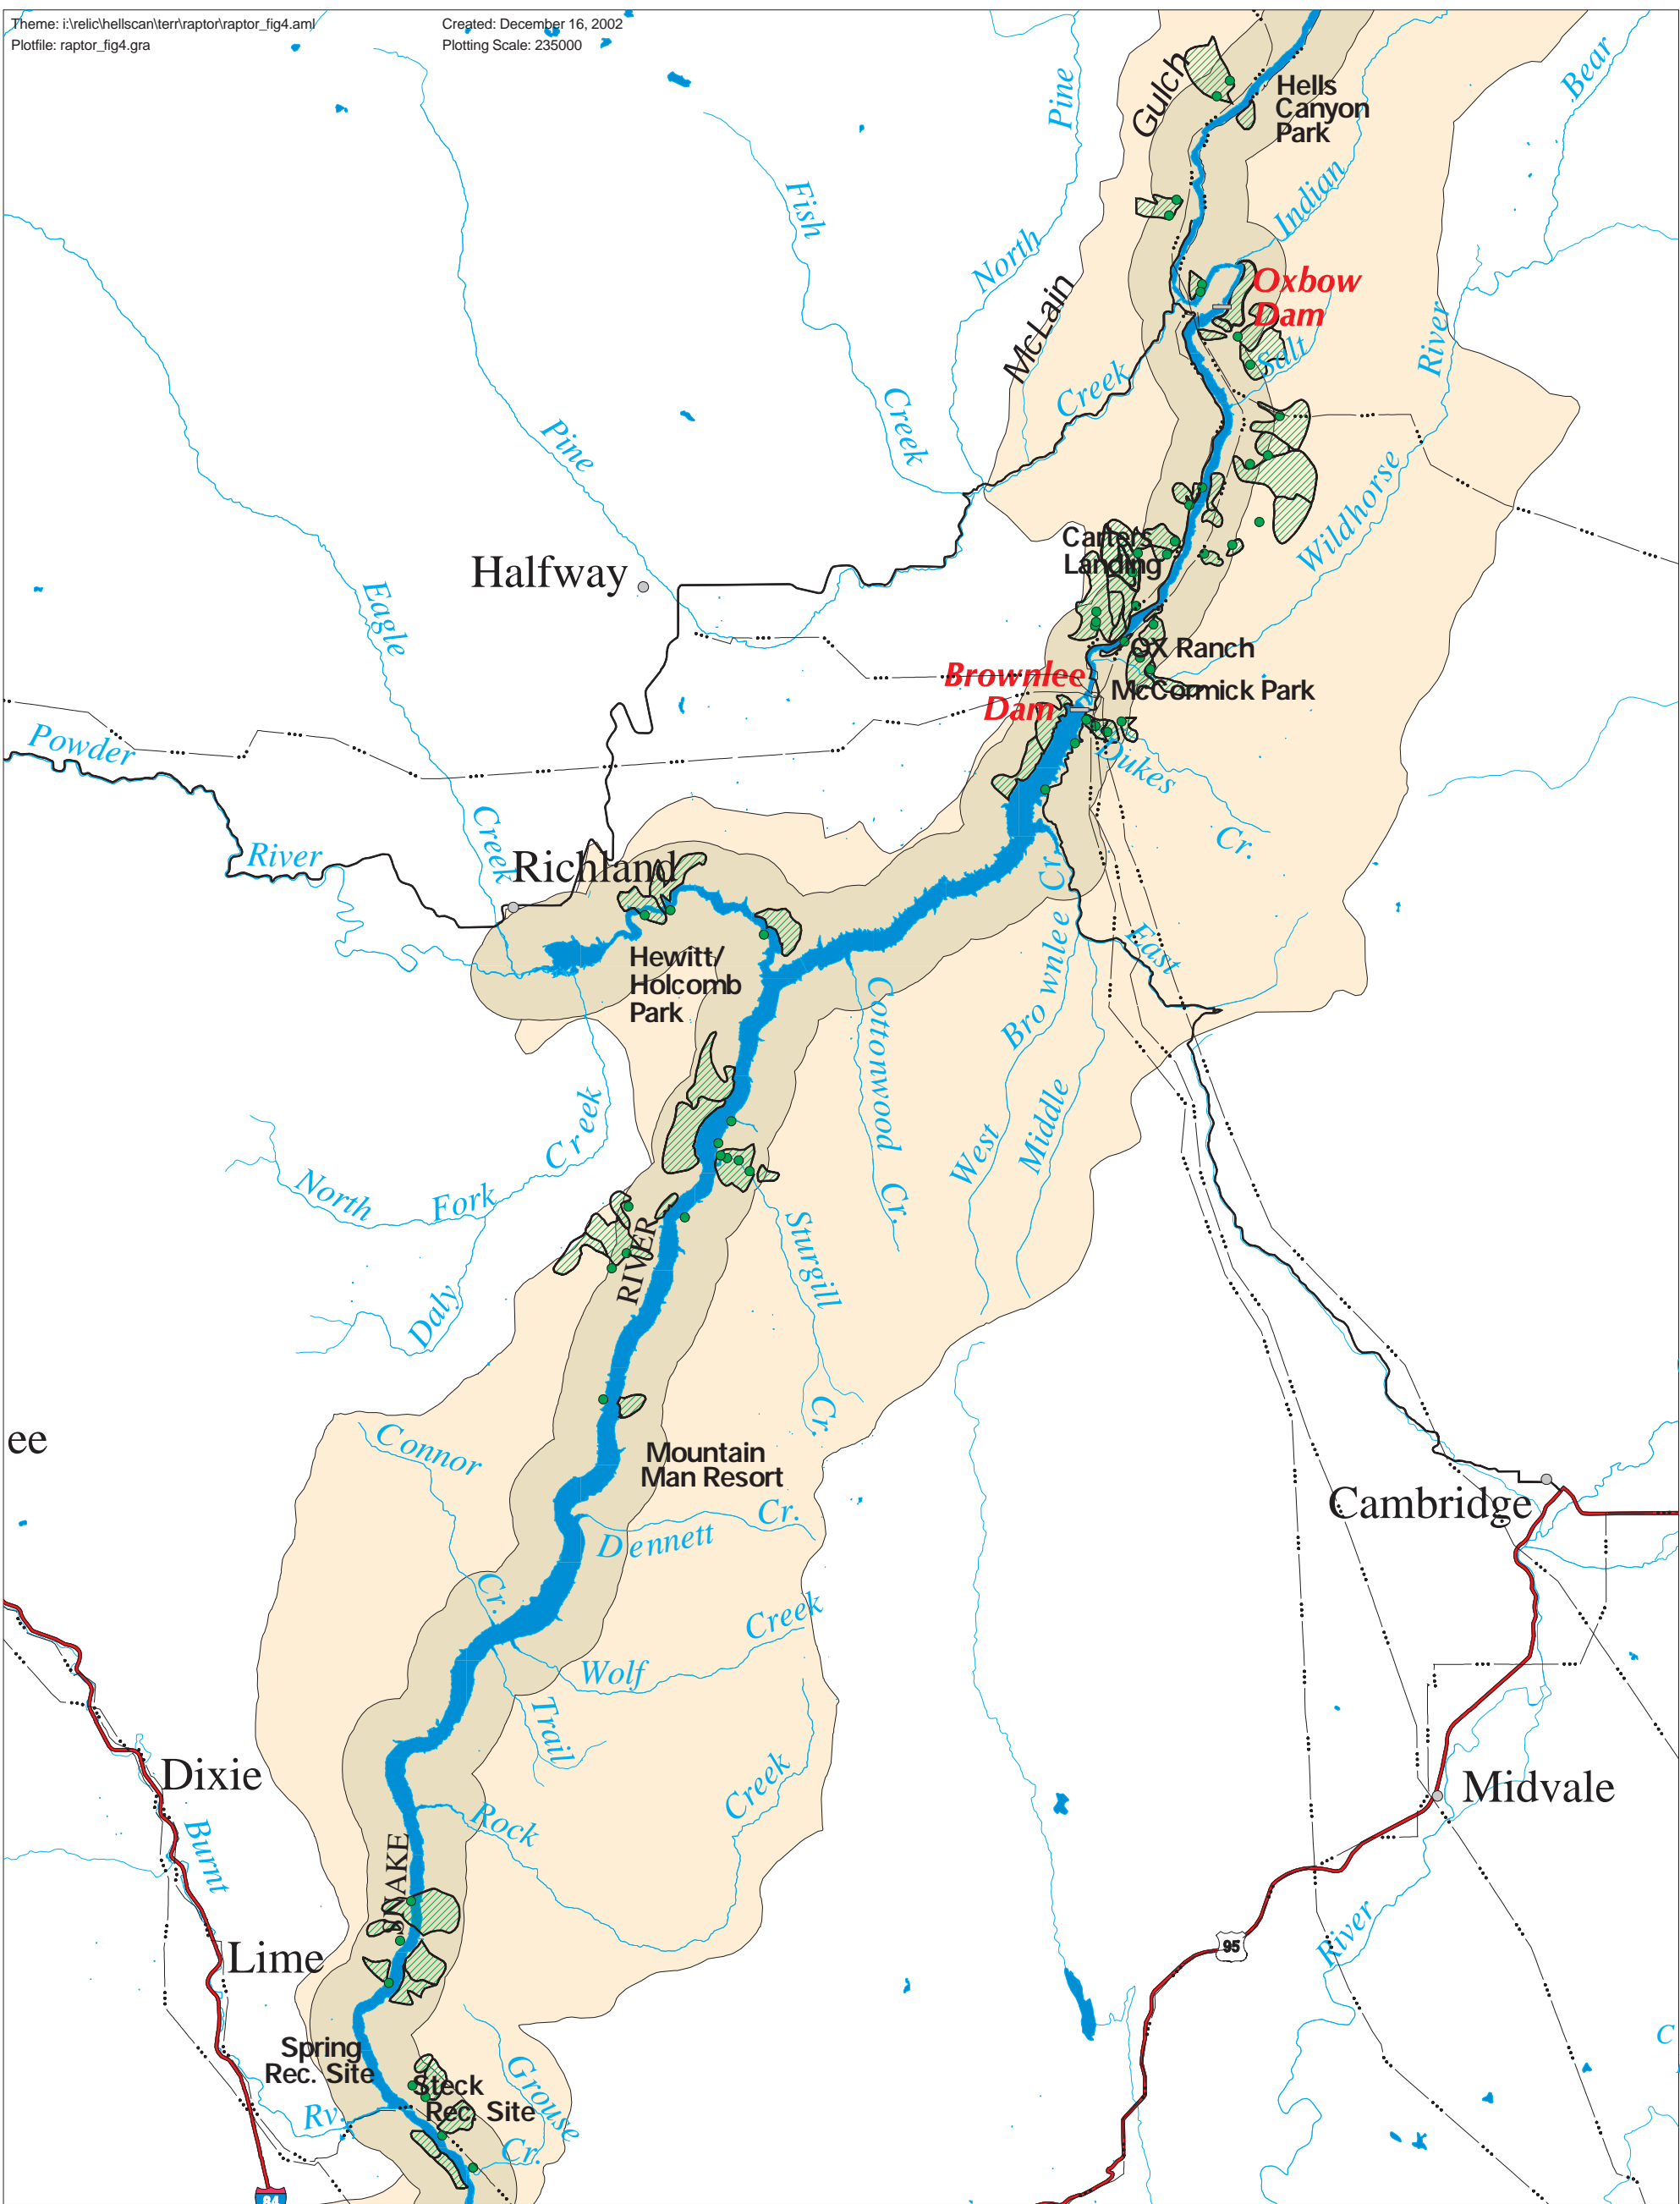 Theme: i:\relic\hellscan\terr\raptor\raptor_fig4.aml
Created: December 16, 2002
Plotfile: raptor_fig4.gra
Plotting Scale: 235000
Hells
Canyon
Park
Gulch
Pine
Bear
Fish
Indian
North
Oxbow
Dam
McLain
River
Salt
Creek
Creek
Pine
Wildhorse
Carters
Landing
Halfway
Eagle
OX Ranch
Brownlee
Dam
McCormick Park
Powder
Dukes
Cr.
River
Creek
Richland
Cr.
East
Hewitt/
Holcomb
Park
Cottonwood
Bro wnlee
Creek
West
Middle
North
Fork
Cr.
RIVER
Sturgill
Daly
Cr.
ee
Connor
Mountain
Man Resort
Cambridge
Cr.
Dennett
Cr.
Creek
Wolf
Trail
Dixie
Creek
Midvale
Rock
Burnt
SNAKE
River
95
Lime
Spring
Rec. Site
C
Steck
Rec. Site
Grouse
Rv.
Cr.
84